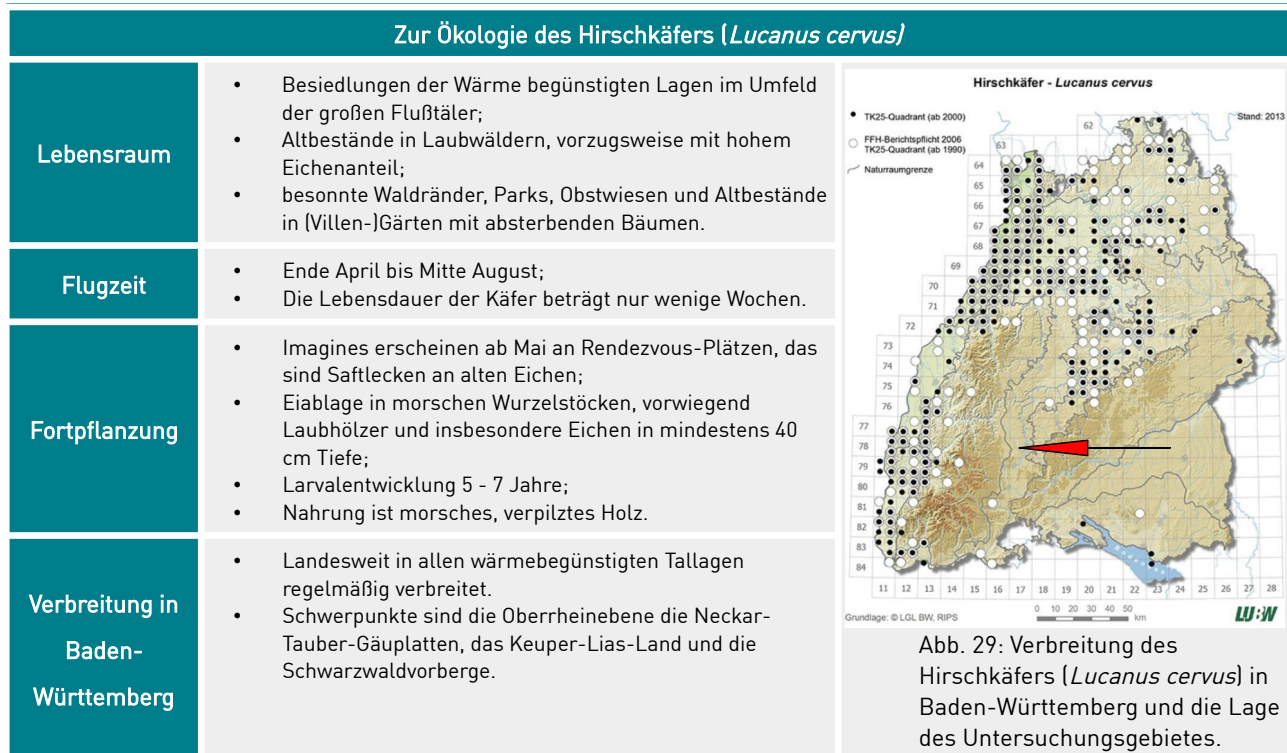 Zur Ökologie des Hirschkäfers (Lucanus cervus)
Lebensraum
• Besiedlungen der Wärme begünstigten Lagen im Umfeld
der großen Flußtäler;
• Altbestände in Laubwäldern, vorzugsweise mit hohem
Eichenanteil;
• besonnte Waldränder, Parks, Obstwiesen und Altbestände
in (Villen-)Gärten mit absterbenden Bäumen.
Flugzeit
• Ende April bis Mitte August;
• Die Lebensdauer der Käfer beträgt nur wenige Wochen.
Fortpflanzung
• Imagines erscheinen ab Mai an Rendezvous-Plätzen, das
sind Saftlecken an alten Eichen;
• Eiablage in morschen Wurzelstöcken, vorwiegend
Laubhölzer und insbesondere Eichen in mindestens 40
cm Tiefe;
• Larvalentwicklung 5 - 7 Jahre;
• Nahrung ist morsches, verpilztes Holz.
Verbreitung in
Baden-
Württemberg
• Landesweit in allen wärmebegünstigten Tallagen
regelmäßig verbreitet.
• Schwerpunkte sind die Oberrheinebene die Neckar-
Tauber-Gäuplatten, das Keuper-Lias-Land und die
Schwarzwaldvorberge.
Hirschkäfer - Lucanus cervus
TK25-Quadrant (ab 2000)
FFH-Berichtspflicht 2006
TK25-Quadrant (ab 1990)
Naturraumgrenze
Stand: 2013
62
63
64
65
66
67
68
69
70
71
72
73
74
75
76
77
78
79
80
81
82
83
84
11 12 13 14 15 16 17 18 19 20 21 22 23 24 25 26 27 28
Grundlage: © LGL BW, RIPS
0 10 20 30 40 50
km
LUBW
Abb. 29: Verbreitung des
Hirschkäfers (Lucanus cervus) in
Baden-Württemberg und die Lage
des Untersuchungsgebietes.